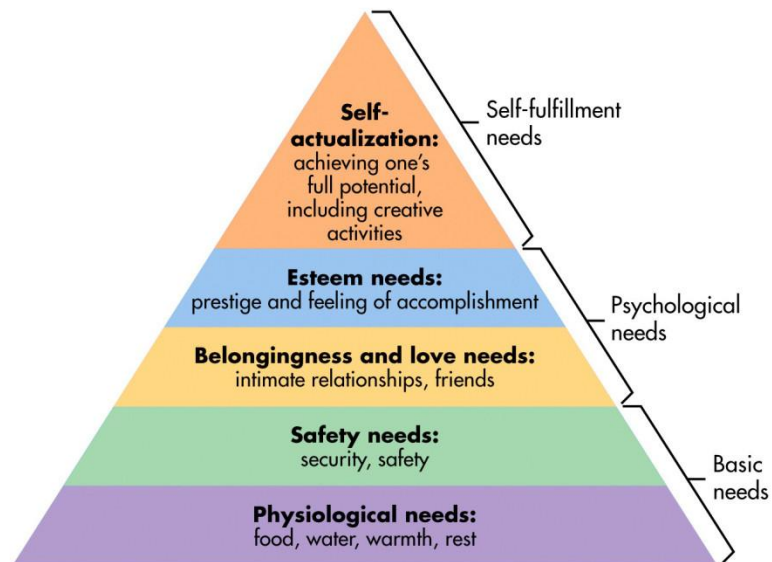 Self-
actualization:
achieving one's
full potential,
including creative
activities
Self-fulfillment
needs
Esteem needs:
prestige and feeling of accomplishment
Psychological
needs
Belongingness and love needs:
intimate relationships, friends
Safety needs:
security, safety
Basic
needs
Physiological needs:
food, water, warmth, rest